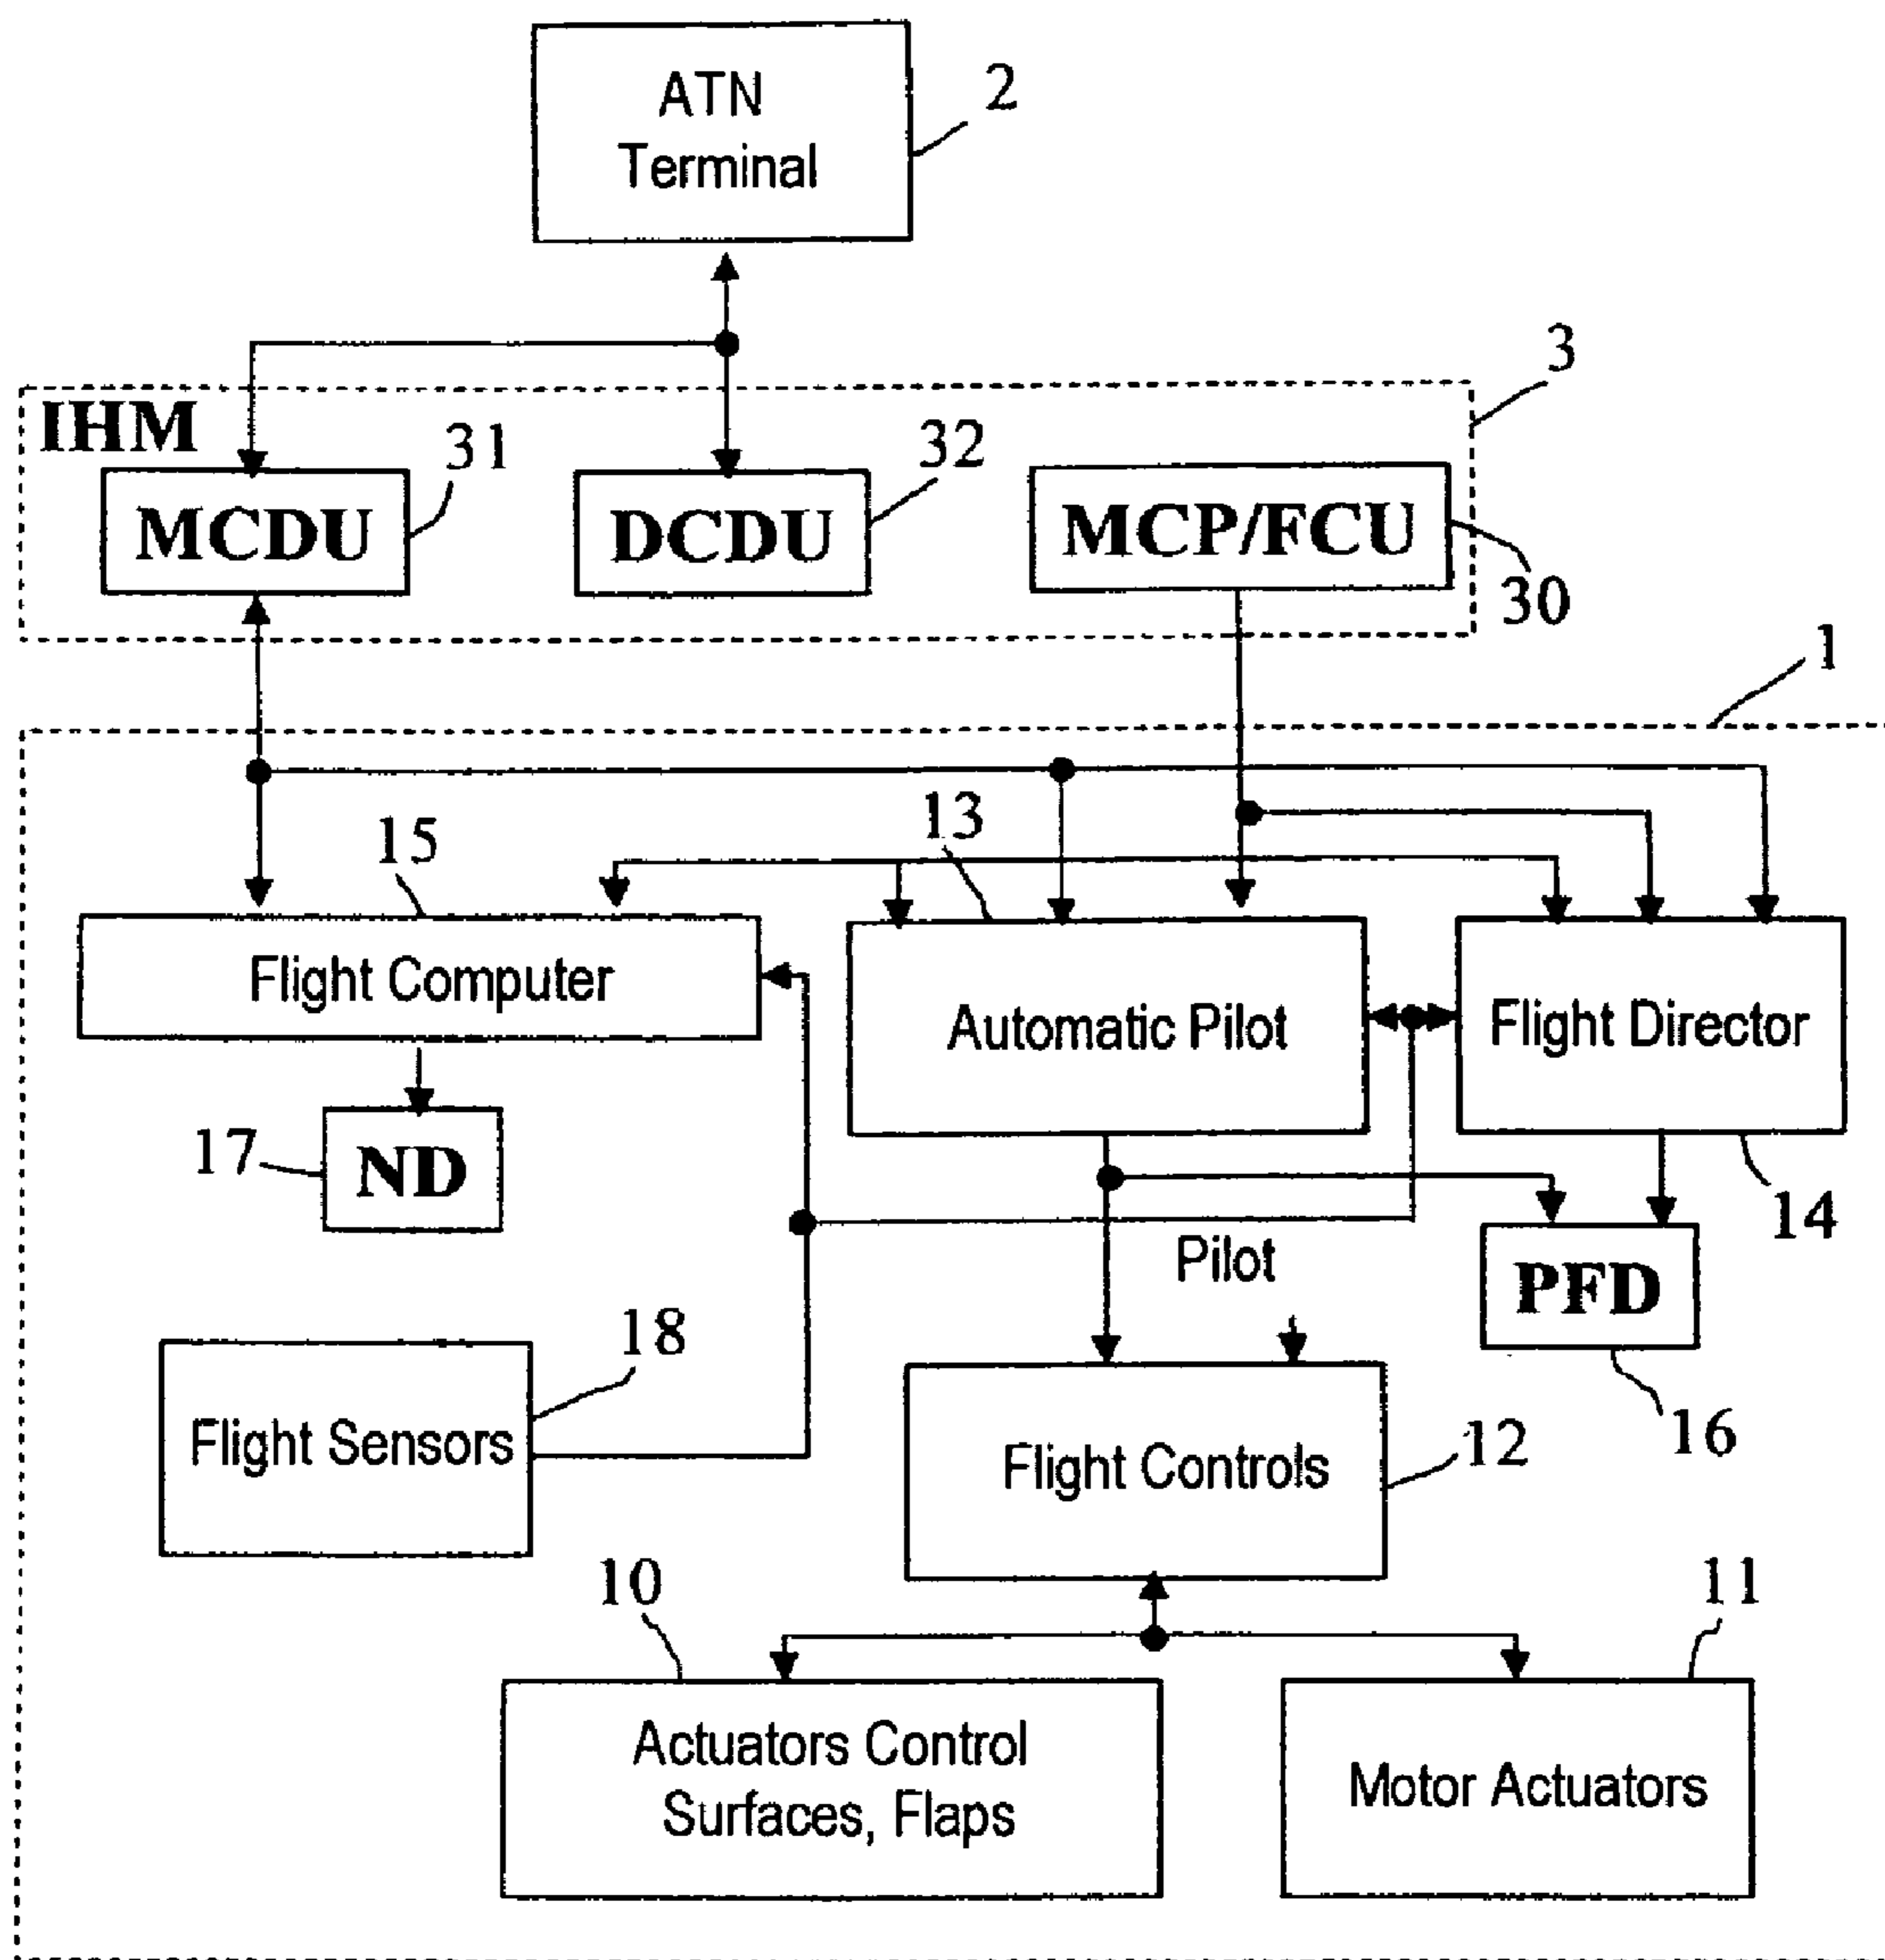 ATN
Terminal
2
3
IHM
31
32
MCDU
DCDU
MCP/FCU
30
1
13
15
Flight Computer
Automatic Pilot
Flight Director
17
ND
14
Pilot
PFD
18
16
Flight Sensors
12
Flight Controls
10
11
Actuators Control
Surfaces, Flaps
Motor Actuators